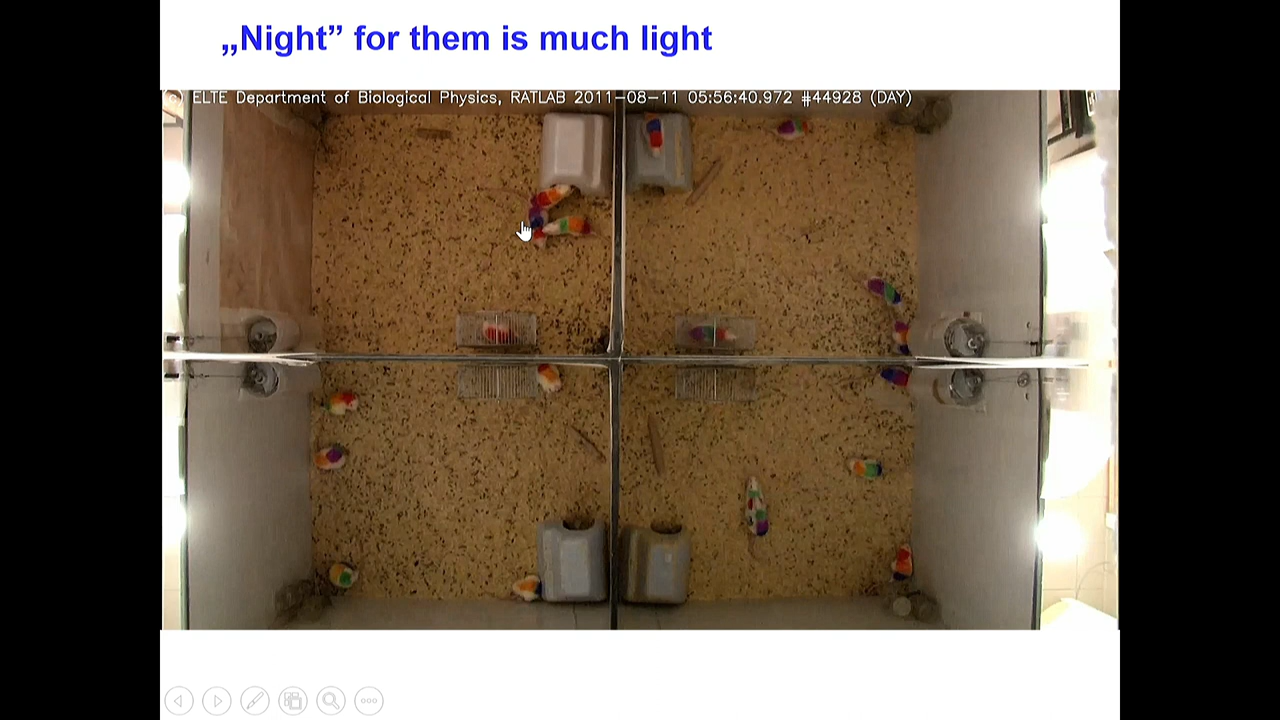 „Night” for them is much light
(c) ELTE Department of Biological Physics, RATLAB 2011-08-11 05:56:40.972 #44928 (DAY)